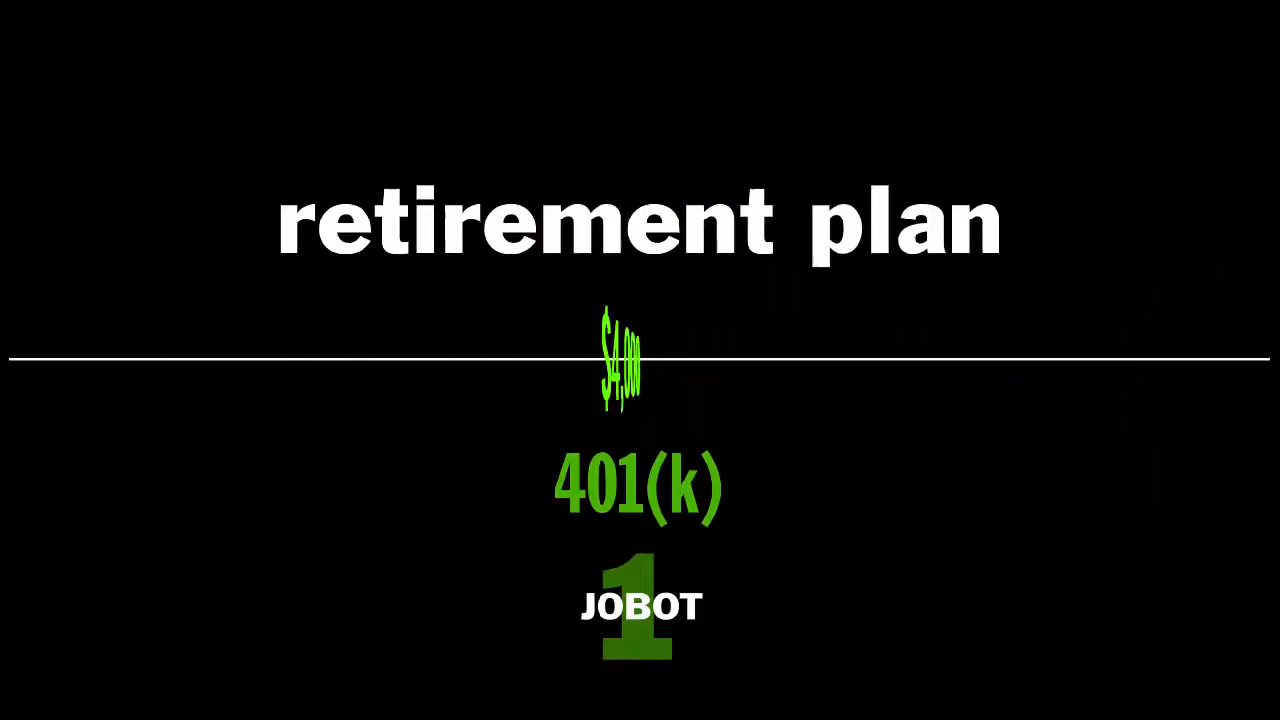 retirement plan
$4,000
401(k)
1
JOBOT